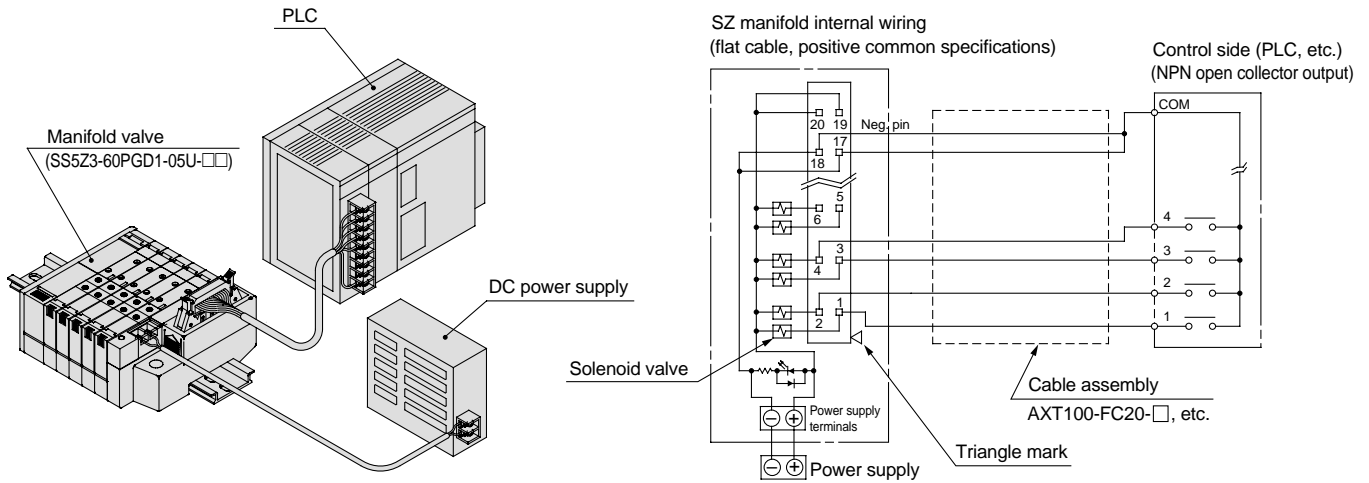 PLC
Manifold valve
(SS5Z3-60PGD1-05U-□□)
DC power supply
SZ manifold internal wiring
(flat cable, positive common specifications)
Control side (PLC, etc.)
(NPN open collector output)
COM
20 19
Neg. pin
17
18
5
6
4
3
4
3
2
1
2
1
Solenoid valve
Cable assembly
AXT100-FC20-□, etc.
Power supply
terminals
Triangle mark
Power supply